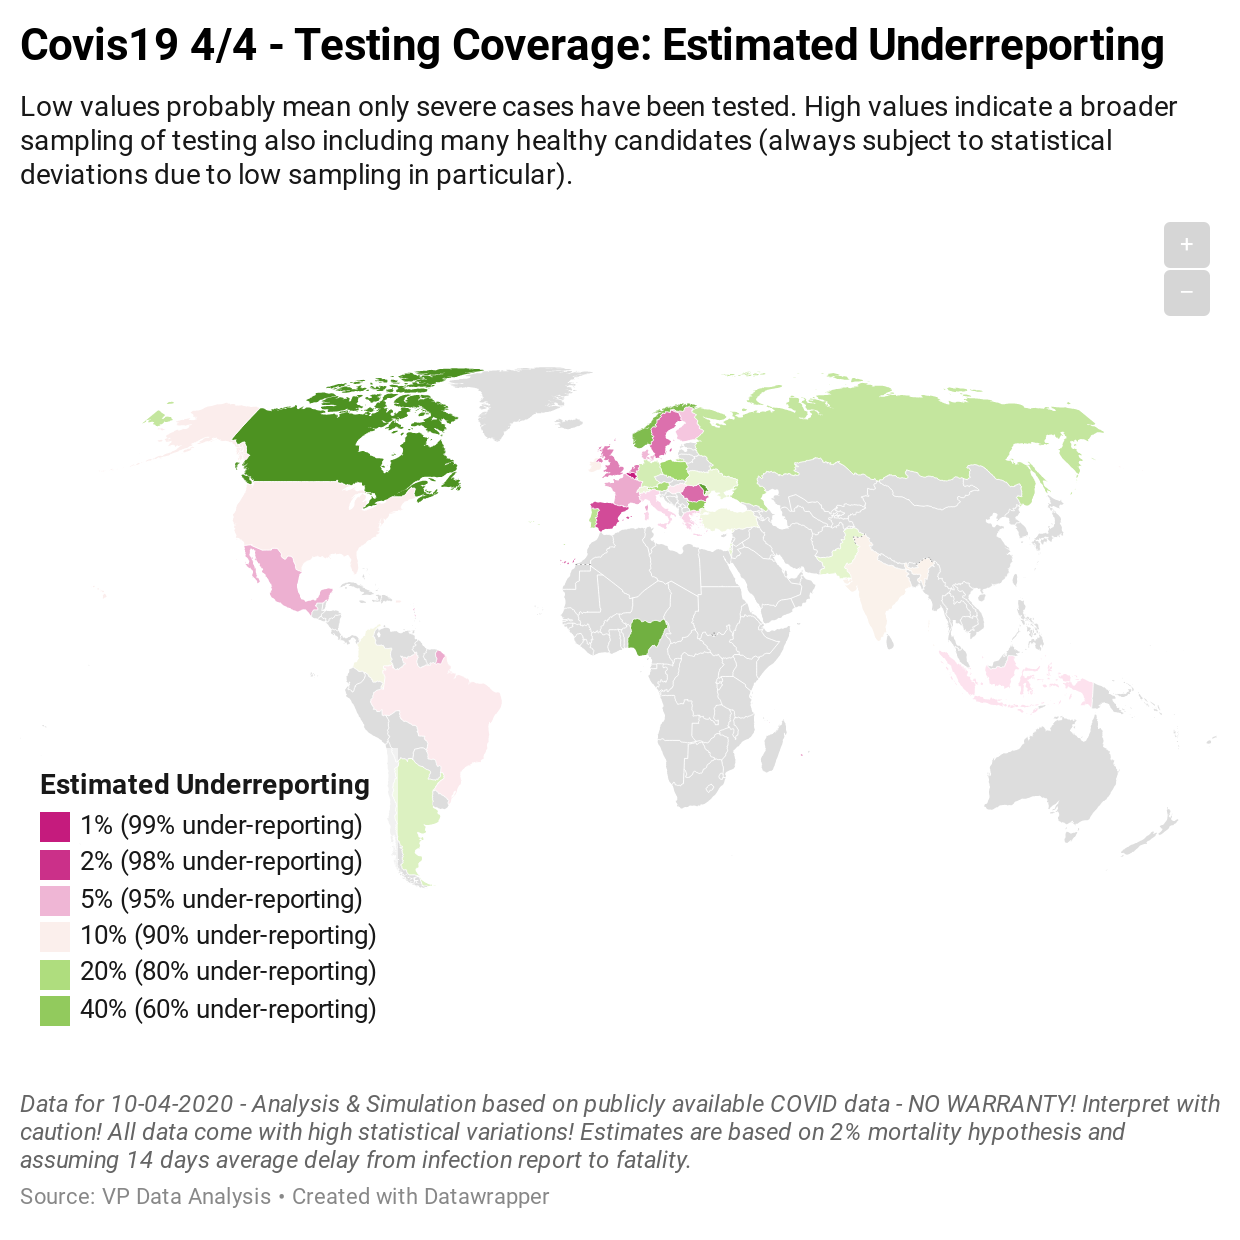 Covis19 4/4 - Testing Coverage: Estimated Underreporting
Low values probably mean only severe cases have been tested. High values indicate a broader
sampling of testing also including many healthy candidates (always subject to statistical
deviations due to low sampling in particular).
+
−
Estimated Underreporting
1% (99% under-reporting)
2% (98% under-reporting)
5% (95% under-reporting)
10% (90% under-reporting)
20% (80% under-reporting)
40% (60% under-reporting)
Data for 10-04-2020 - Analysis & Simulation based on publicly available COVID data - NO WARRANTY! Interpret with
caution! All data come with high statistical variations! Estimates are based on 2% mortality hypothesis and
assuming 14 days average delay from infection report to fatality.
Source: VP Data Analysis • Created with Datawrapper